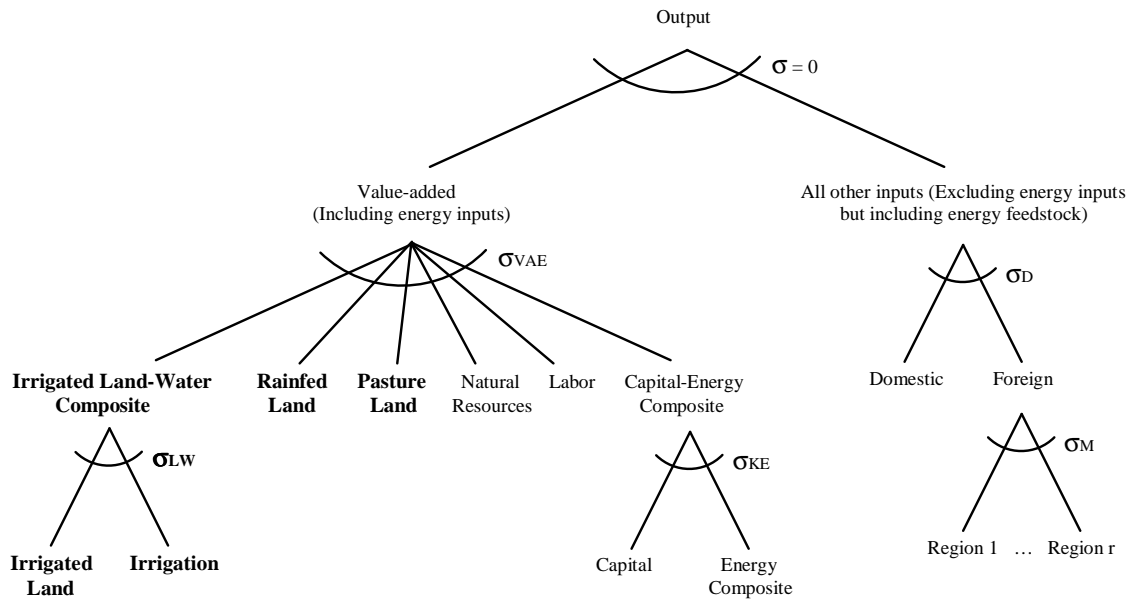 Output
σ = 0
Value-added
(Including energy inputs)
All other inputs (Excluding energy inputs
but including energy feedstock)
σVAE
σD
Irrigated Land-Water
Composite
Rainfed
Land
Pasture
Land
Natural
Resources
Labor
Capital-Energy
Composite
Domestic
Foreign
σLW
σKE
σM
Irrigated
Land
Irrigation
Capital
Energy
Composite
Region 1 … Region r